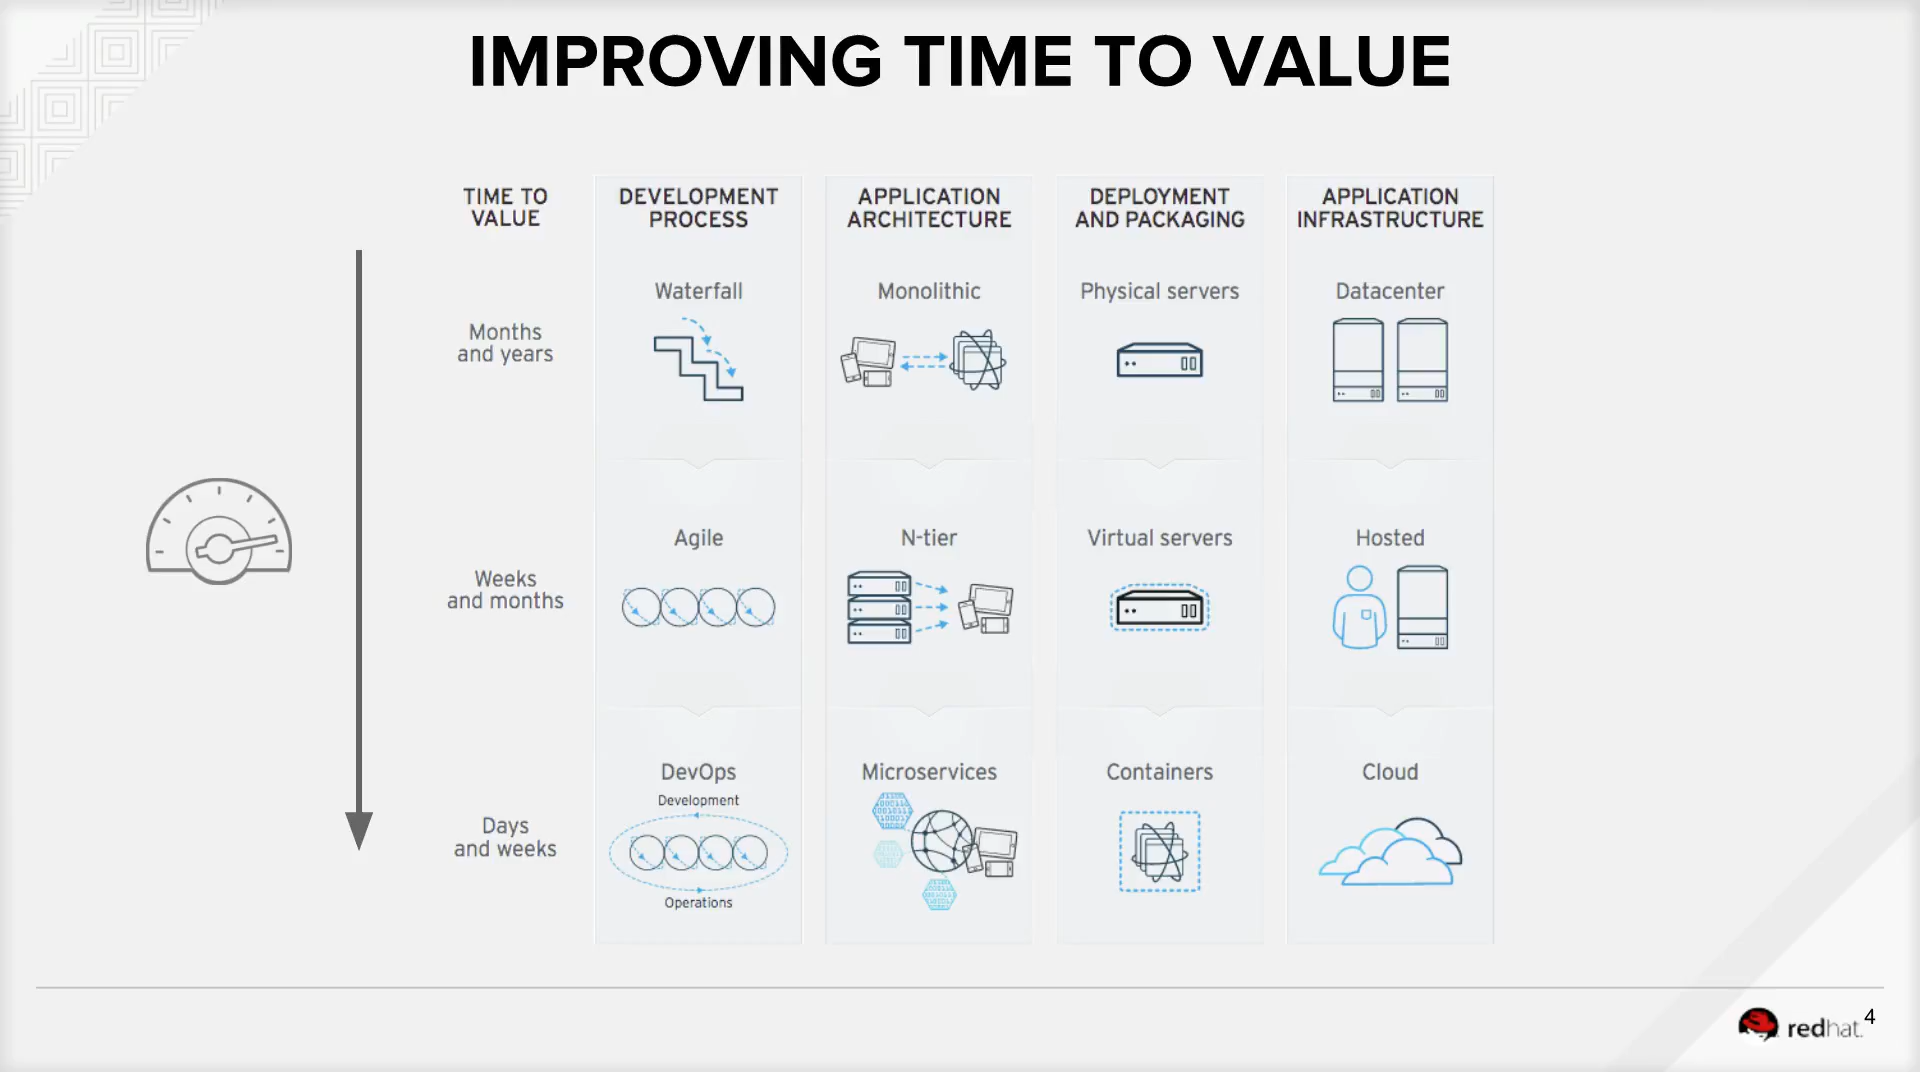 IMPROVING TIME TO VALUE
TIME TO
VALUE
DEVELOPMENT
PROCESS
APPLICATION
ARCHITECTURE
DEPLOYMENT
AND PACKAGING
APPLICATION
INFRASTRUCTURE
Months
and years
Waterfall
Monolithic
Physical servers
Datacenter
Weeks
and months
Agile
N-tier
Virtual servers
Hosted
Days
and weeks
DevOps
Development
Operations
Microservices
Containers
Cloud
redhat.
4